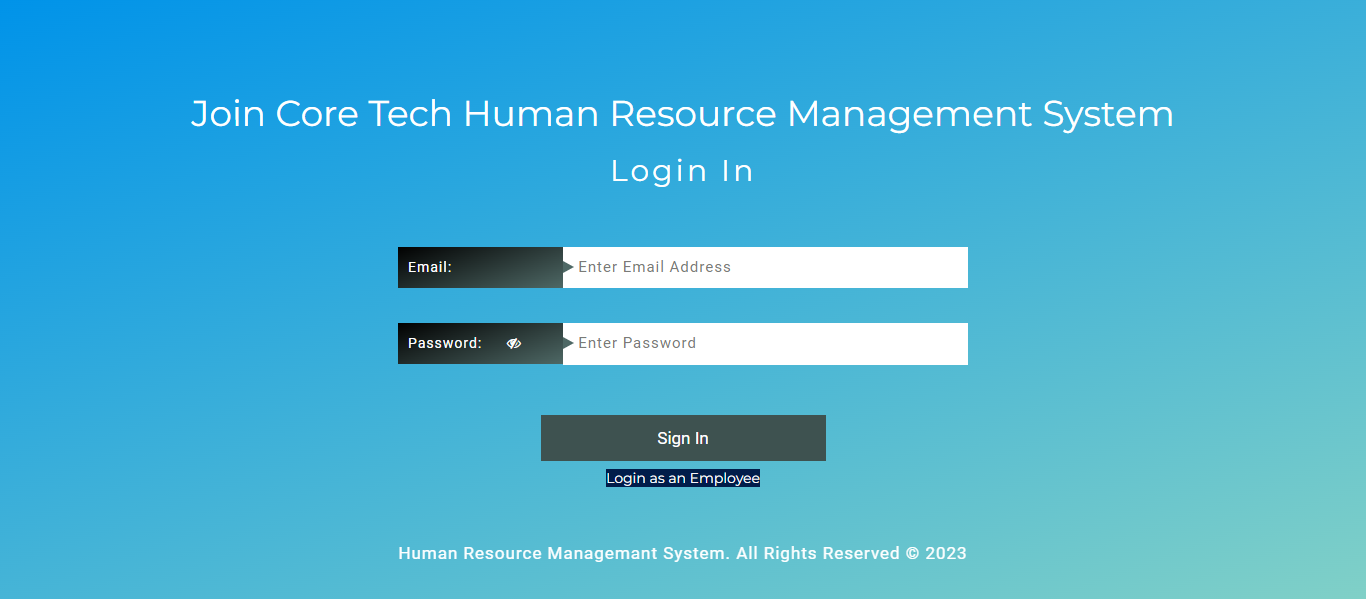 Join Core Tech Human Resource Management System
Login In
Email:
Enter Email Address
Password:
Enter Password
Sign In
Login as an Employee
Human Resource Managemant System. All Rights Reserved © 2023